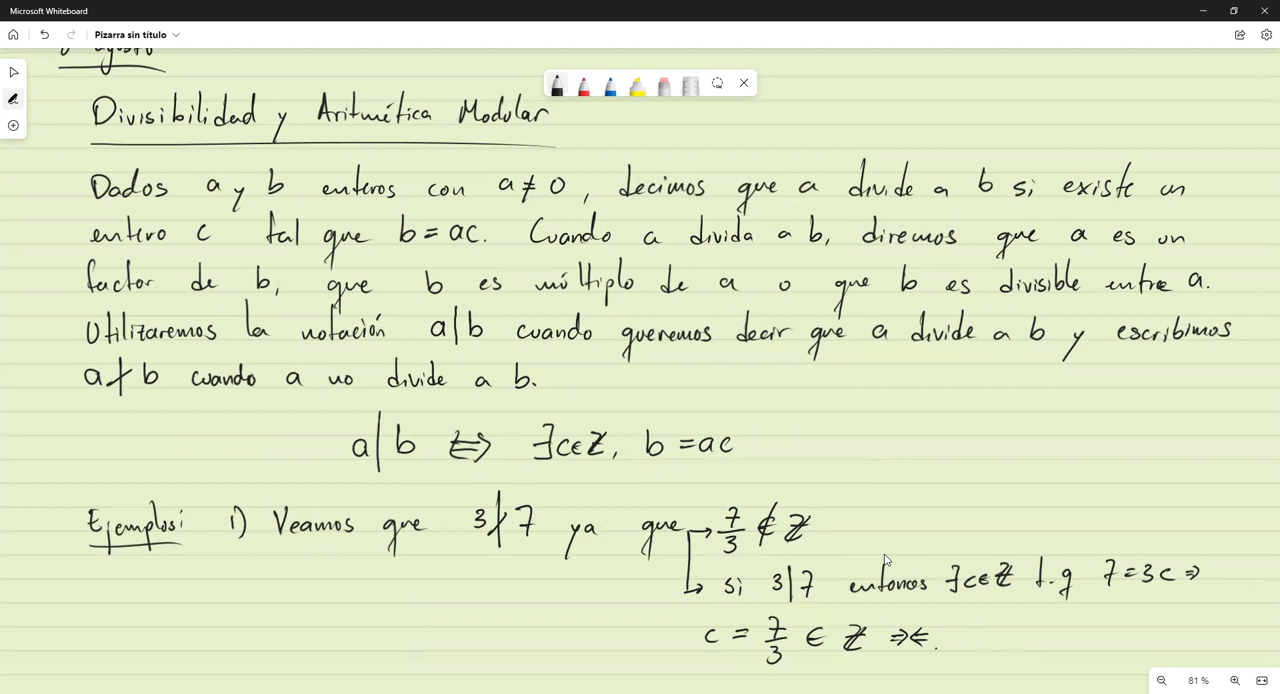 Microsoft Whiteboard
Pizarra sin título
agosto
Divisibilidad y Aritmética Modular
Dados a y b enteros con a ≠ 0, decimos que a divide a b si existe un
entero c tal que b = ac. Cuando a divida a b, diremos que a es un
factor de b, que b es múltiplo de a o que b es divisible entre a.
Utilizaremos la notación a|b cuando queremos decir que a divide a b y escribimos
a∤b cuando a no divide a b.
a|b ⟺ ∃c∈ℤ, b = ac
Ejemplos: 1) Veamos que 3∤7 ya que → 7/3 ∉ ℤ
↳ si 3|7 entonces ∃c∈ℤ t.q 7=3c ⇒
c = 7/3 ∈ ℤ ⇒⇐.
81 %